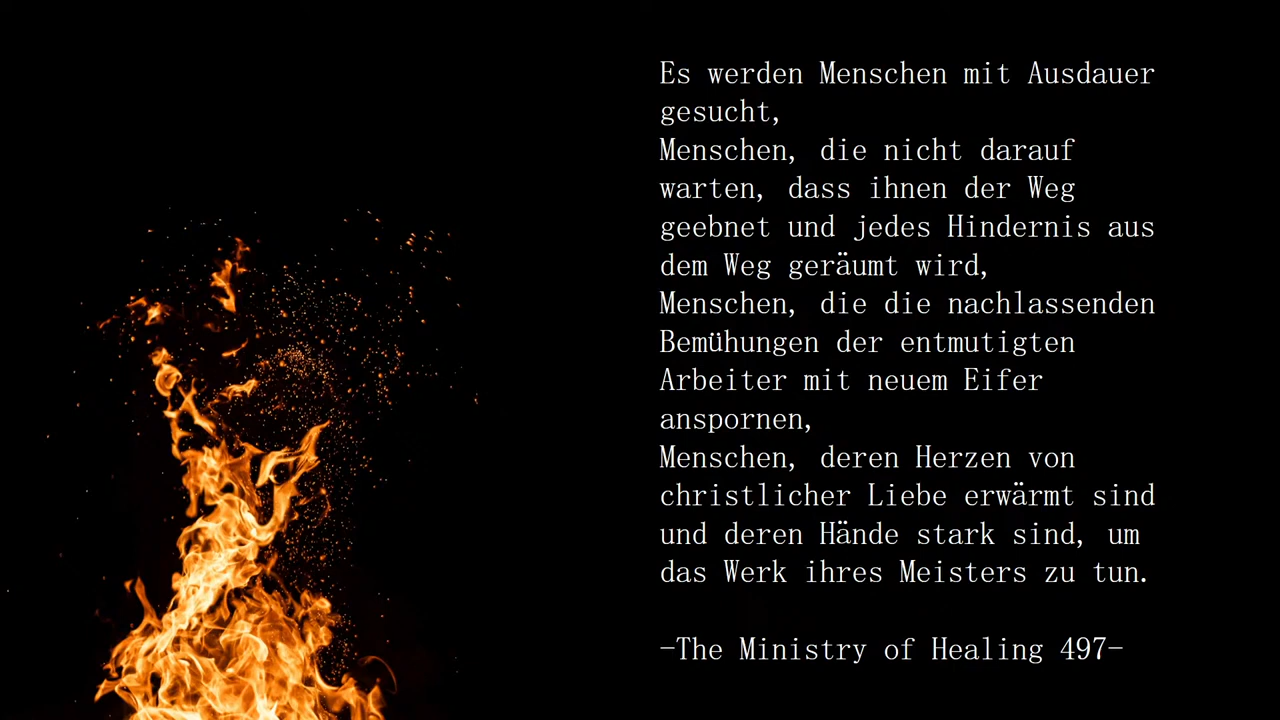 Es werden Menschen mit Ausdauer
gesucht,
Menschen, die nicht darauf
warten, dass ihnen der Weg
geebnet und jedes Hindernis aus
dem Weg geräumt wird,
Menschen, die die nachlassenden
Bemühungen der entmutigten
Arbeiter mit neuem Eifer
anspornen,
Menschen, deren Herzen von
christlicher Liebe erwärmt sind
und deren Hände stark sind, um
das Werk ihres Meisters zu tun.
-The Ministry of Healing 497-